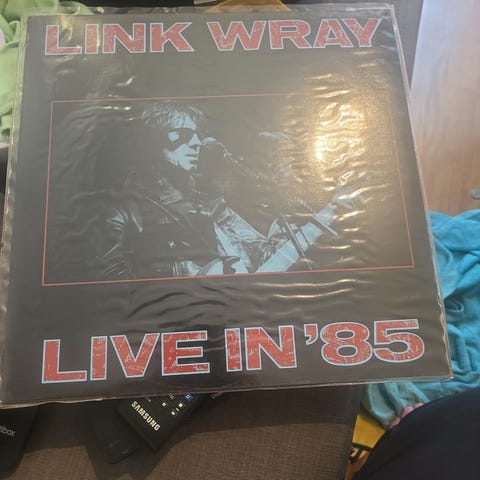 LINK WRAY
LIVE IN '85
SAMSUNG